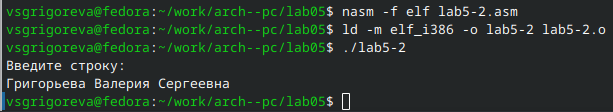 vsgrigoreva@fedora:~/work/arch--pc/lab05$ nasm -f elf lab5-2.asm
vsgrigoreva@fedora:~/work/arch--pc/lab05$ ld -m elf_i386 -o lab5-2 lab5-2.o
vsgrigoreva@fedora:~/work/arch--pc/lab05$ ./lab5-2
Введите строку:
Григорьева Валерия Сергеевна
vsgrigoreva@fedora:~/work/arch--pc/lab05$